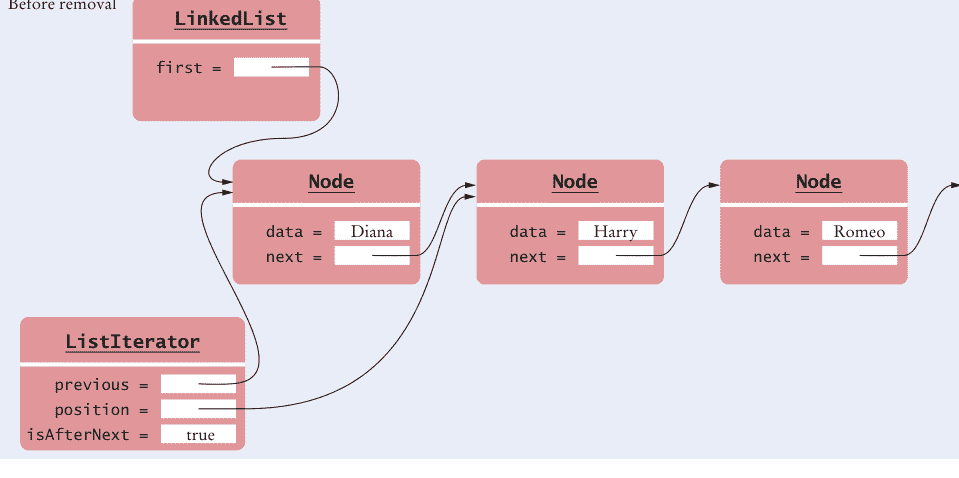 Before removal
LinkedList
first =
Node
data = Diana
next =
Node
data = Harry
next =
Node
data = Romeo
next =
ListIterator
previous =
position =
isAfterNext = true